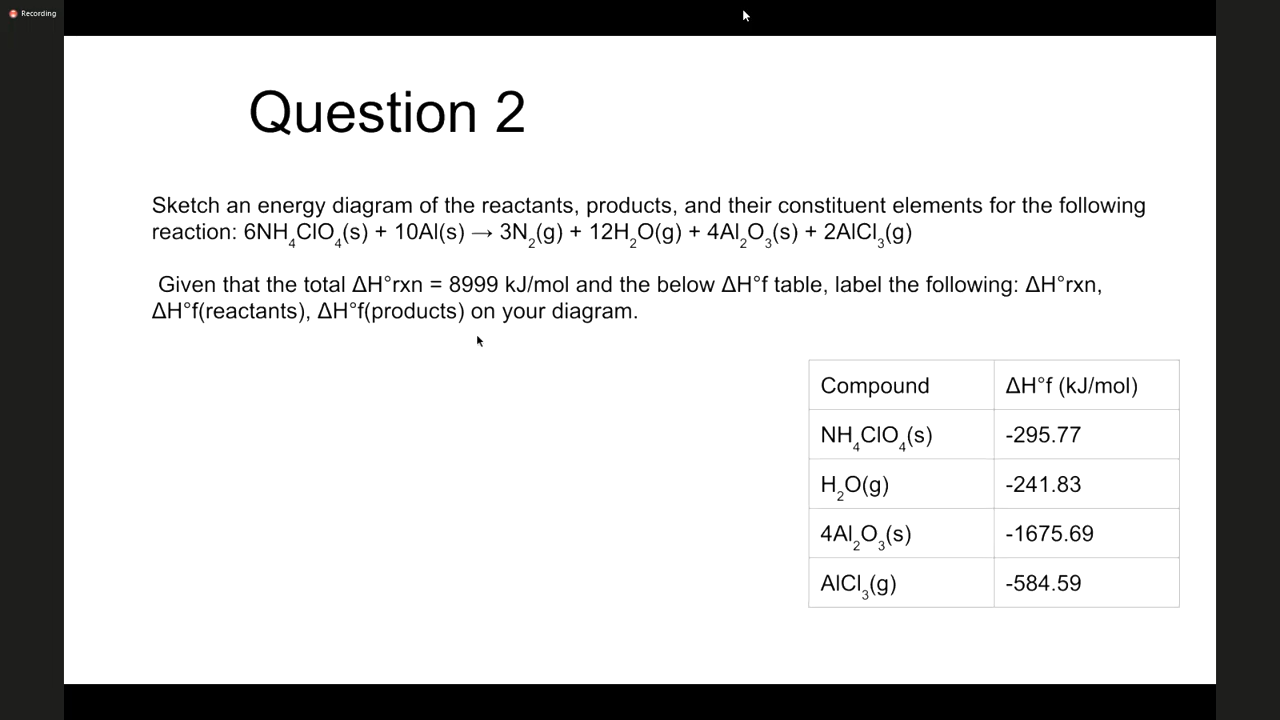 Recording
Question 2
Sketch an energy diagram of the reactants, products, and their constituent elements for the following
reaction: 6NH₄ClO₄(s) + 10Al(s) → 3N₂(g) + 12H₂O(g) + 4Al₂O₃(s) + 2AlCl₃(g)
Given that the total ΔH°rxn = 8999 kJ/mol and the below ΔH°f table, label the following: ΔH°rxn,
ΔH°f(reactants), ΔH°f(products) on your diagram.
Compound ΔH°f (kJ/mol)
NH₄ClO₄(s) -295.77
H₂O(g) -241.83
4Al₂O₃(s) -1675.69
AlCl₃(g) -584.59